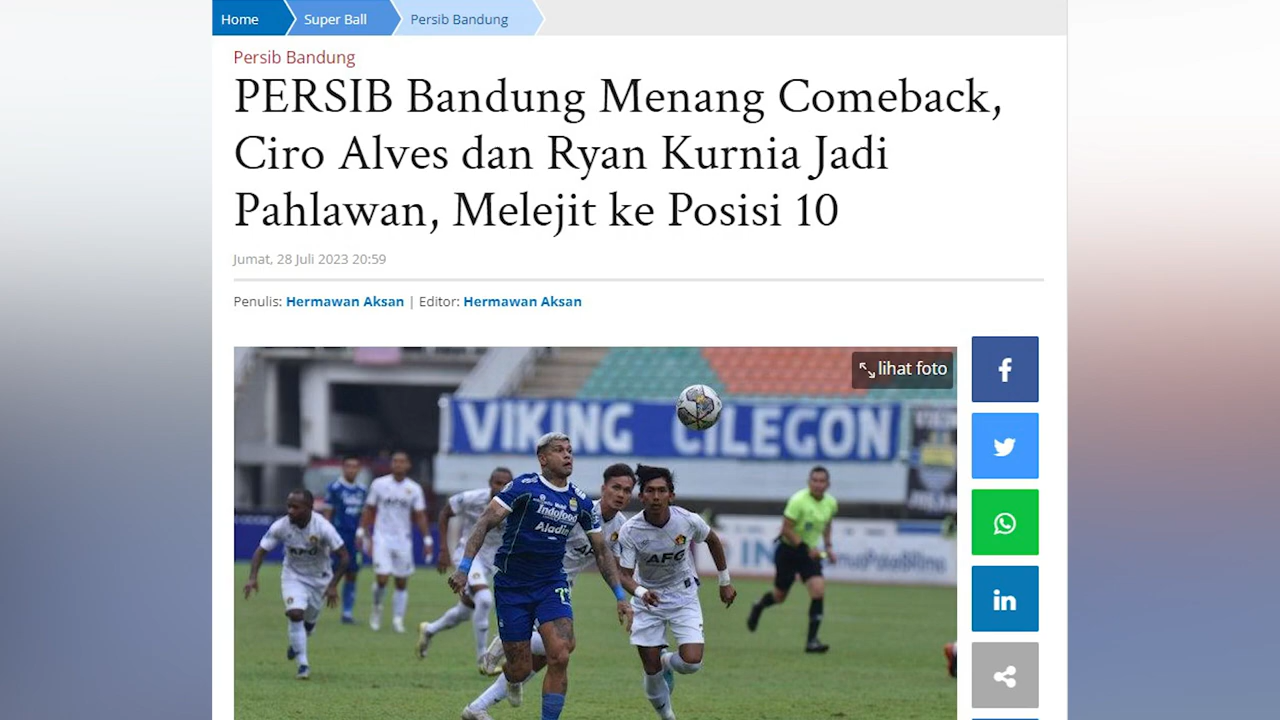 Home Super Ball Persib Bandung
Persib Bandung
PERSIB Bandung Menang Comeback,
Ciro Alves dan Ryan Kurnia Jadi
Pahlawan, Melejit ke Posisi 10
Jumat, 28 Juli 2023 20:59
Penulis: Hermawan Aksan | Editor: Hermawan Aksan
lihat foto
VIKING CILEGON
Indofood
Aladin
AFC